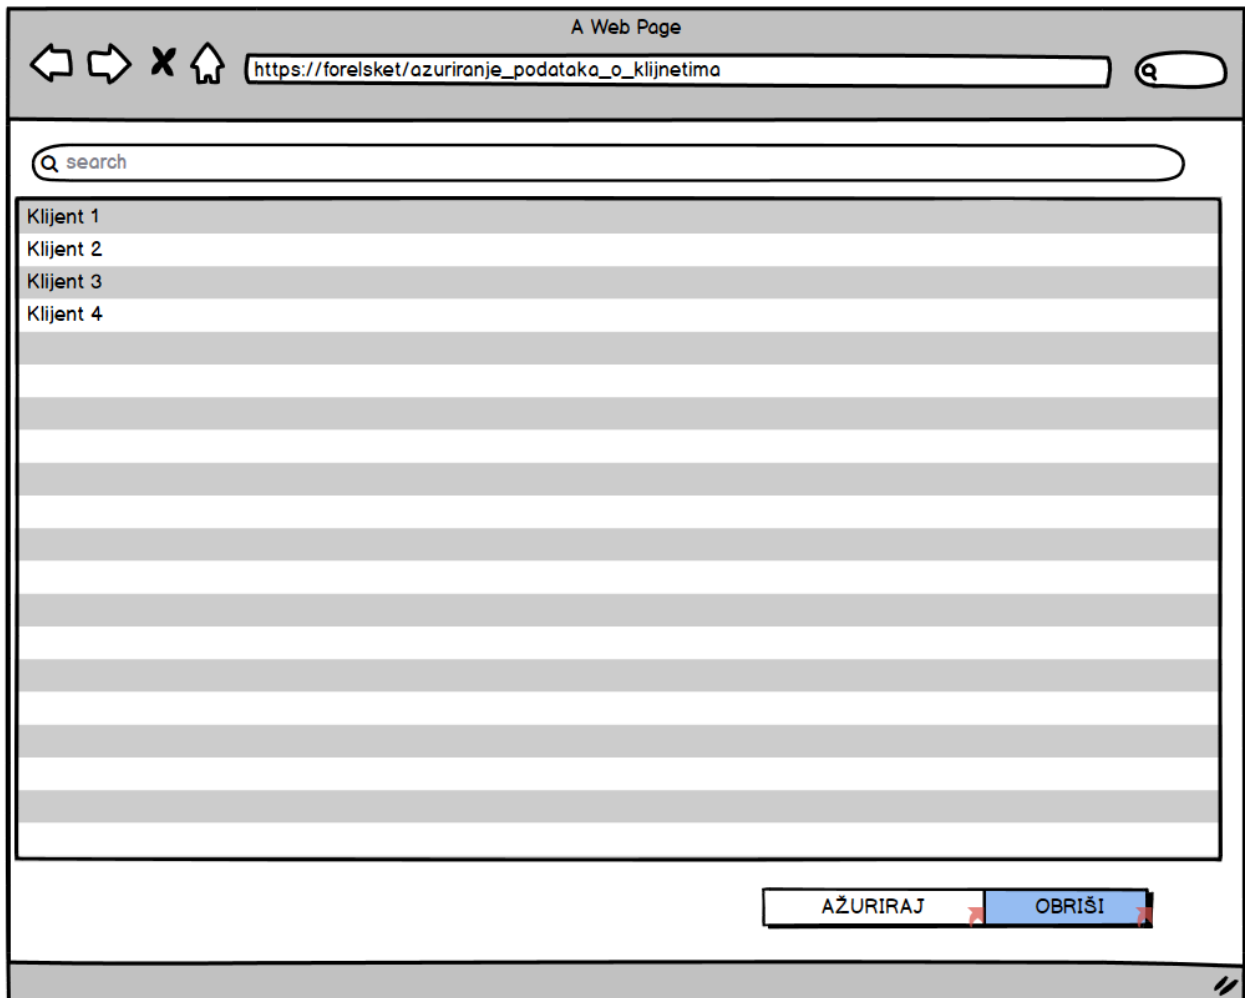 A Web Page
https://forelsket/azuriranje_podataka_o_klijnetima
search
Klijent 1
Klijent 2
Klijent 3
Klijent 4
AŽURIRAJ OBRIŠI